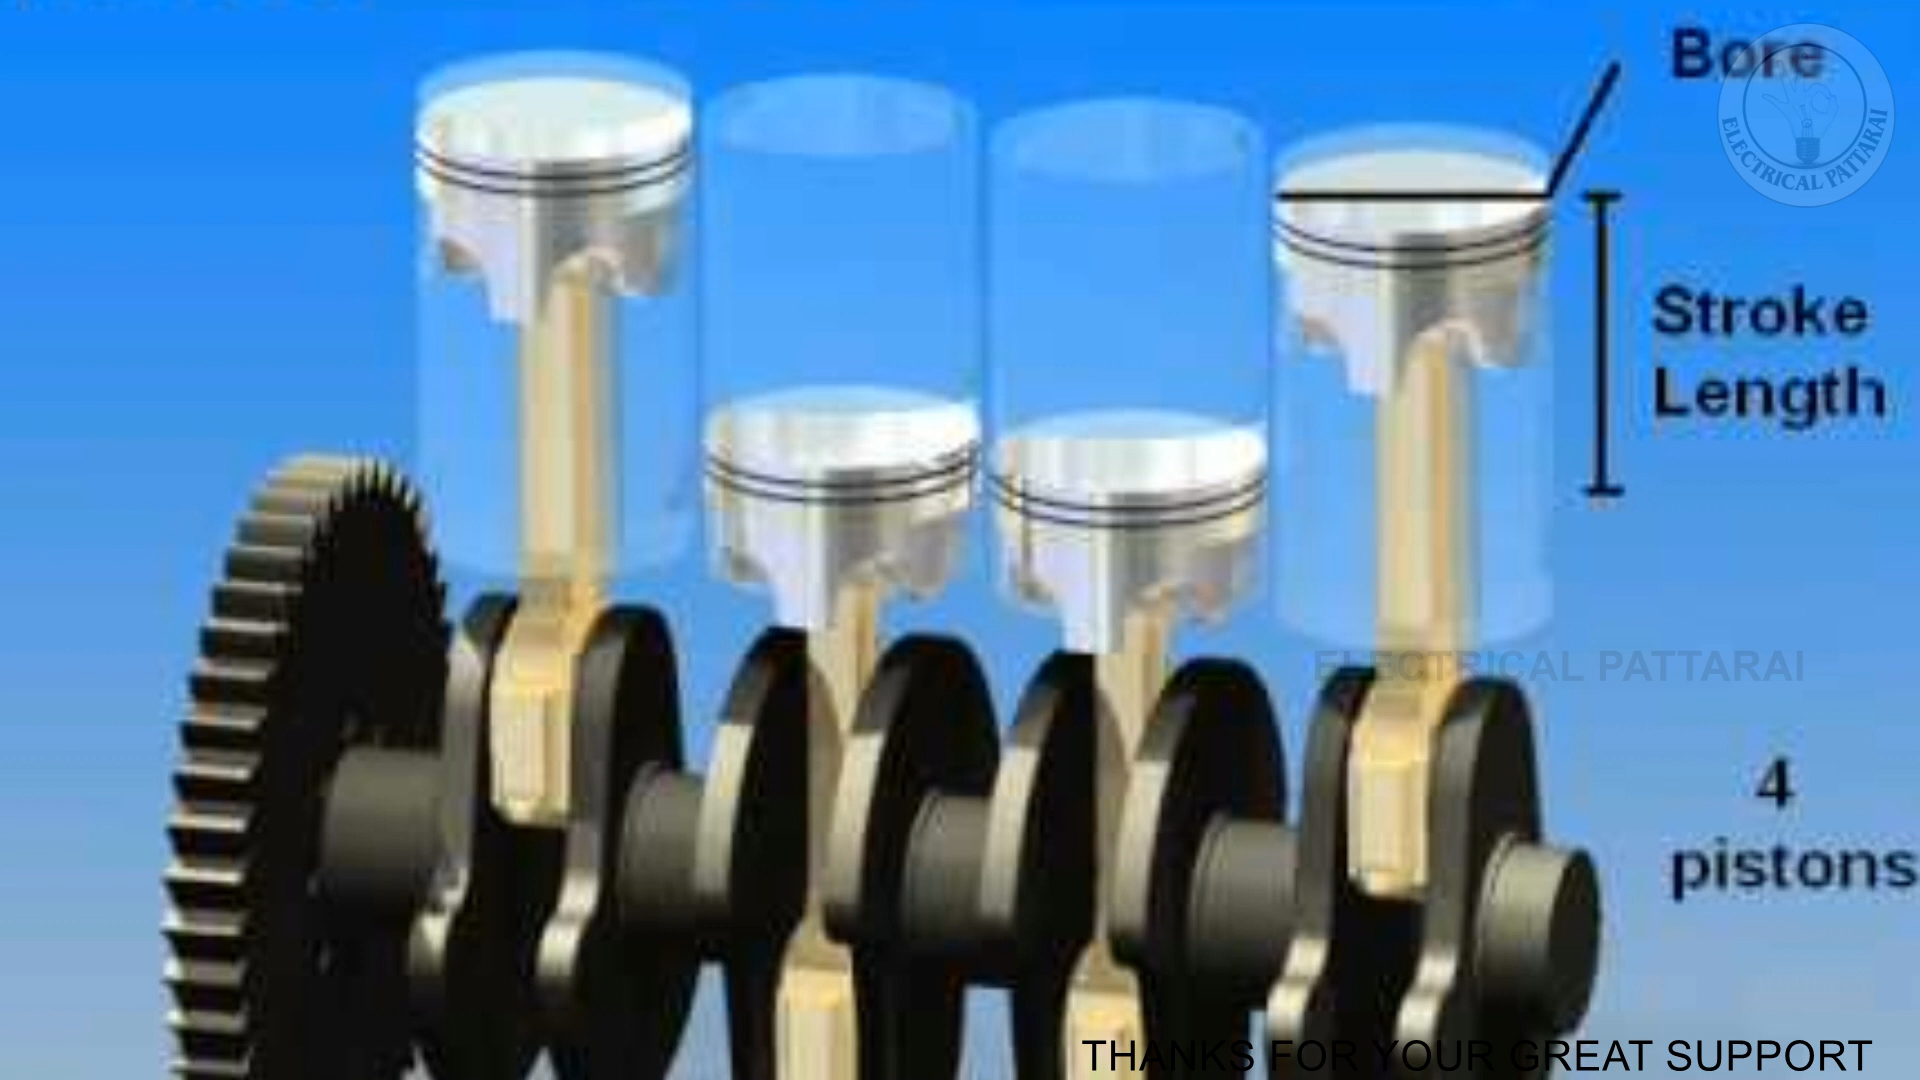 Bore
ELECTRICAL PATTARAI
Stroke
Length
ELECTRICAL PATTARAI
4
pistons
THANKS FOR YOUR GREAT SUPPORT